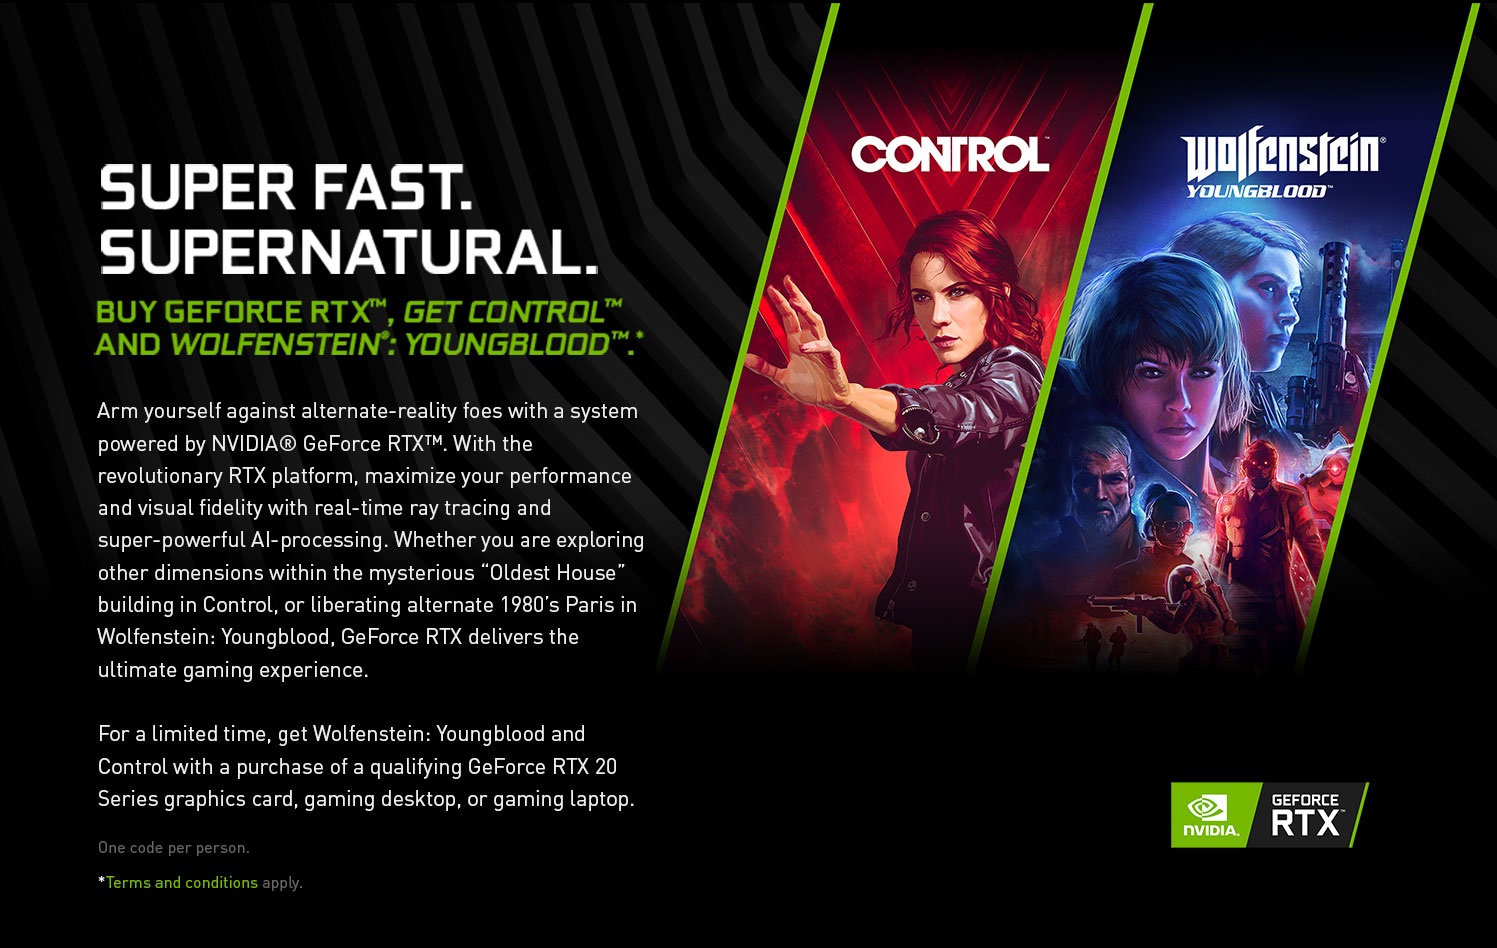 SUPER FAST.
SUPERNATURAL.
BUY GEFORCE RTX™, GET CONTROL™
AND WOLFENSTEIN®: YOUNGBLOOD™.*
Arm yourself against alternate-reality foes with a system
powered by NVIDIA® GeForce RTX™. With the
revolutionary RTX platform, maximize your performance
and visual fidelity with real-time ray tracing and
super-powerful AI-processing. Whether you are exploring
other dimensions within the mysterious “Oldest House”
building in Control, or liberating alternate 1980’s Paris in
Wolfenstein: Youngblood, GeForce RTX delivers the
ultimate gaming experience.
For a limited time, get Wolfenstein: Youngblood and
Control with a purchase of a qualifying GeForce RTX 20
Series graphics card, gaming desktop, or gaming laptop.
One code per person.
*Terms and conditions apply.
CONTROL™
Wolfenstein®
YOUNGBLOOD™
NVIDIA.
GEFORCE
RTX™